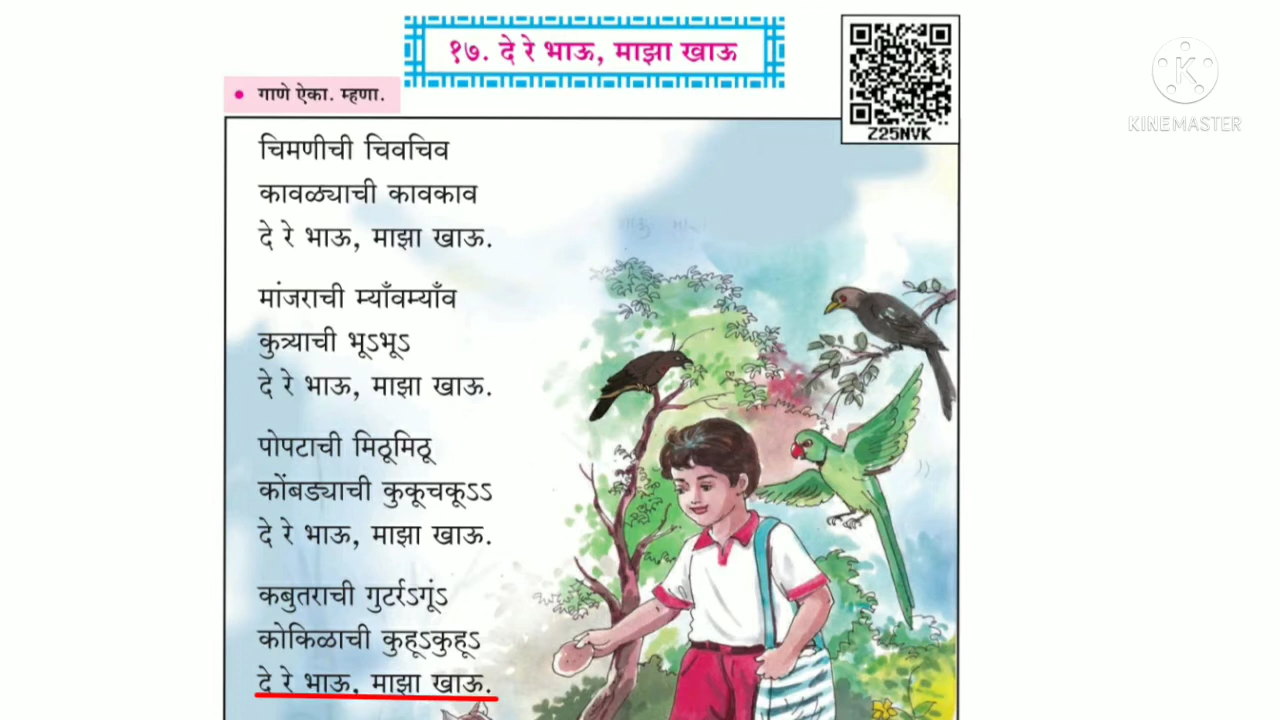 १७. दे रे भाऊ, माझा खाऊ
Z25NVK
K
KINEMASTER
• गाणे ऐका. म्हणा.
चिमणीची चिवचिव
कावळ्याची कावकाव
दे रे भाऊ, माझा खाऊ.
मांजराची म्याँवम्याँव
कुत्र्याची भूऽभूऽ
दे रे भाऊ, माझा खाऊ.
पोपटाची मिठूमिठू
कोंबड्याची कुकूचकूऽऽ
दे रे भाऊ, माझा खाऊ.
कबुतराची गुटर्रऽगूंऽ
कोकिळाची कुहूऽकुहूऽ
दे रे भाऊ, माझा खाऊ.